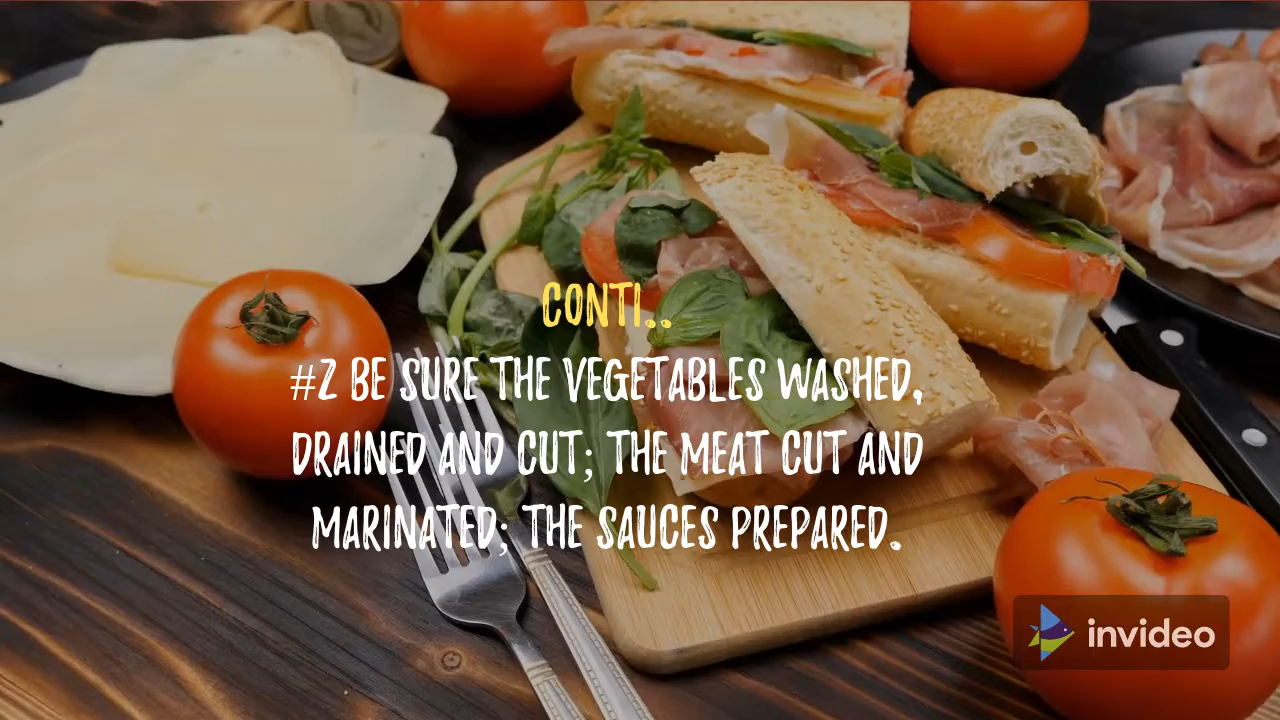 CONTI..
#2 BE SURE THE VEGETABLES WASHED,
DRAINED AND CUT; THE MEAT CUT AND
MARINATED; THE SAUCES PREPARED.
invideo